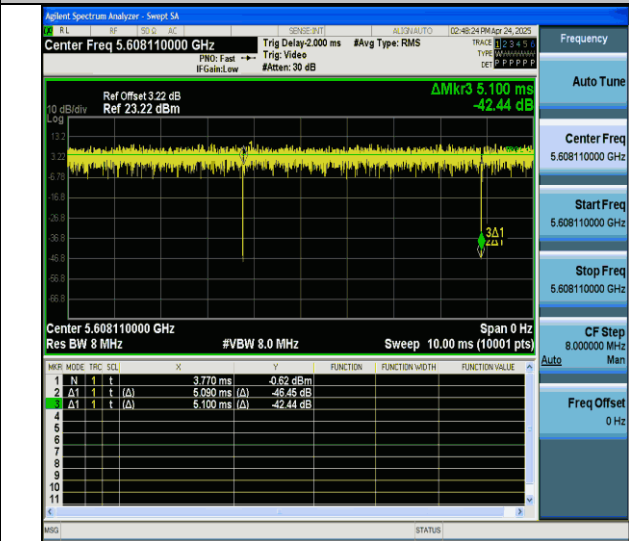 Agilent Spectrum Analyzer - Swept SA
RL RF 50 Ω AC SENSE:INT ALIGNAUTO 02:48:24 PM Apr 24, 2025
Center Freq 5.608110000 GHz
PNO: Fast
IFGain:Low
Trig Delay-2.000 ms
Trig: Video
#Atten: 30 dB
#Avg Type: RMS
TRACE 1 2 3 4 5 6
TYPE
DET P P P P P P
Ref Offset 3.22 dB
10 dB/div Ref 23.22 dBm
Log
ΔMkr3 5.100 ms
-42.44 dB
13.2
3.22
-6.78
-16.8
-26.8
-36.8
-46.8
-56.8
-66.8
3Δ1
2Δ1
Center 5.608110000 GHz Span 0 Hz
Res BW 8 MHz #VBW 8.0 MHz Sweep 10.00 ms (10001 pts)
MKR MODE TRC SCL X Y FUNCTION FUNCTION WIDTH FUNCTION VALUE
1 N 1 t 3.770 ms -0.62 dBm
2 Δ1 1 t (Δ) 5.090 ms (Δ) -46.45 dB
3 Δ1 1 t (Δ) 5.100 ms (Δ) -42.44 dB
4
5
6
7
8
9
10
11
MSG STATUS
Frequency
Auto Tune
Center Freq
5.608110000 GHz
Start Freq
5.608110000 GHz
Stop Freq
5.608110000 GHz
CF Step
8.000000 MHz
Auto Man
Freq Offset
0 Hz